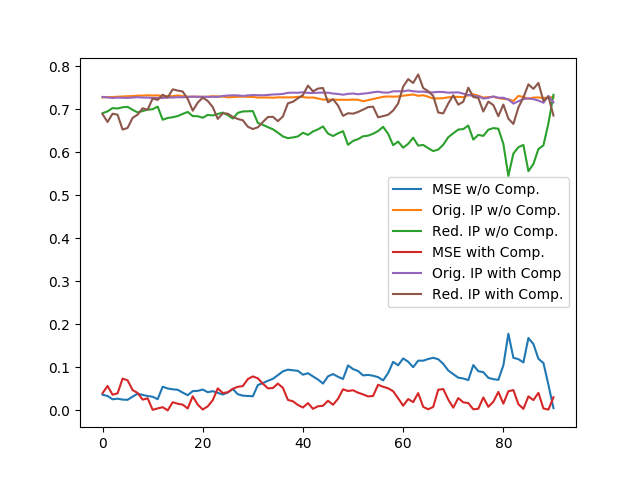 0.8
0.7
0.6
0.5
0.4
0.3
0.2
0.1
0.0
MSE w/o Comp.
Orig. IP w/o Comp.
Red. IP w/o Comp.
MSE with Comp.
Orig. IP with Comp
Red. IP with Comp.
0 20 40 60 80